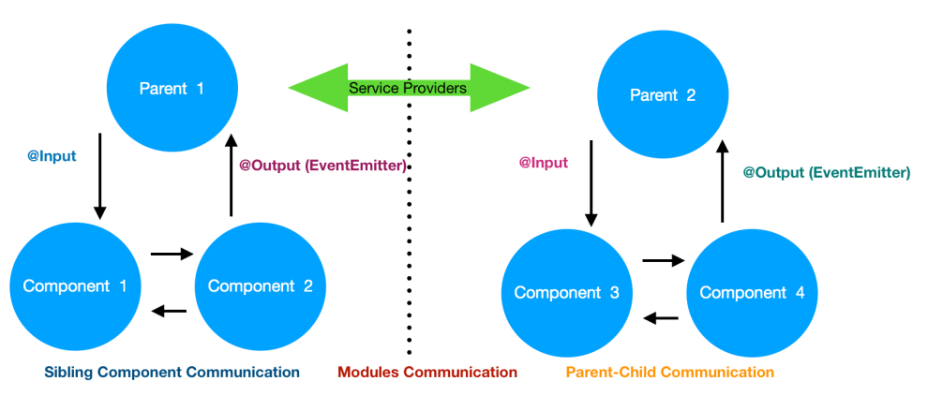 Parent 1
Service Providers
Parent 2
@Input
@Output (EventEmitter)
@Input
@Output (EventEmitter)
Component 1
Component 2
Component 3
Component 4
Sibling Component Communication
Modules Communication
Parent-Child Communication